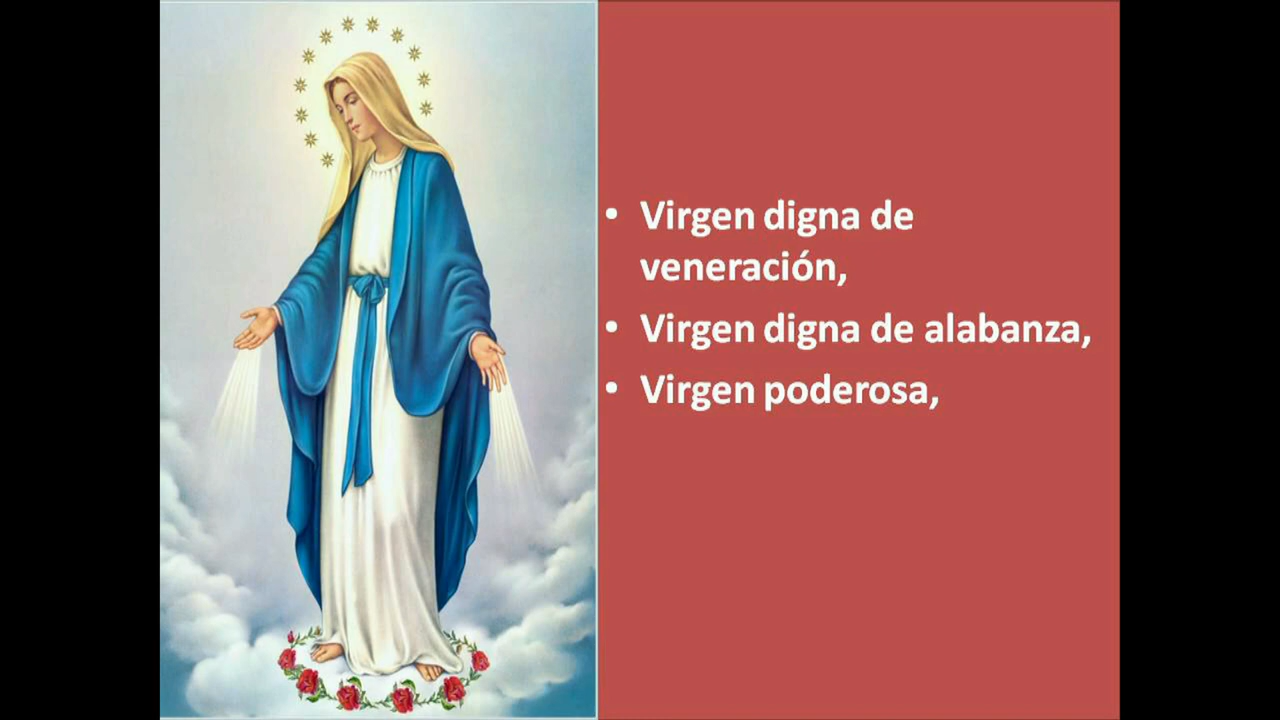 • Virgen digna de
veneración,
• Virgen digna de alabanza,
• Virgen poderosa,